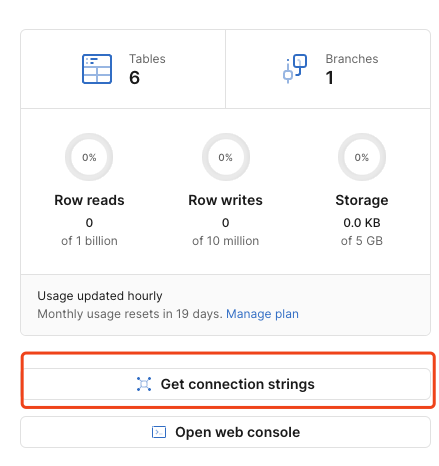 Tables
6
Branches
1
0%
0%
0%
Row reads
Row writes
Storage
0
0
0.0 KB
of 1 billion
of 10 million
of 5 GB
Usage updated hourly
Monthly usage resets in 19 days. Manage plan
Get connection strings
Open web console